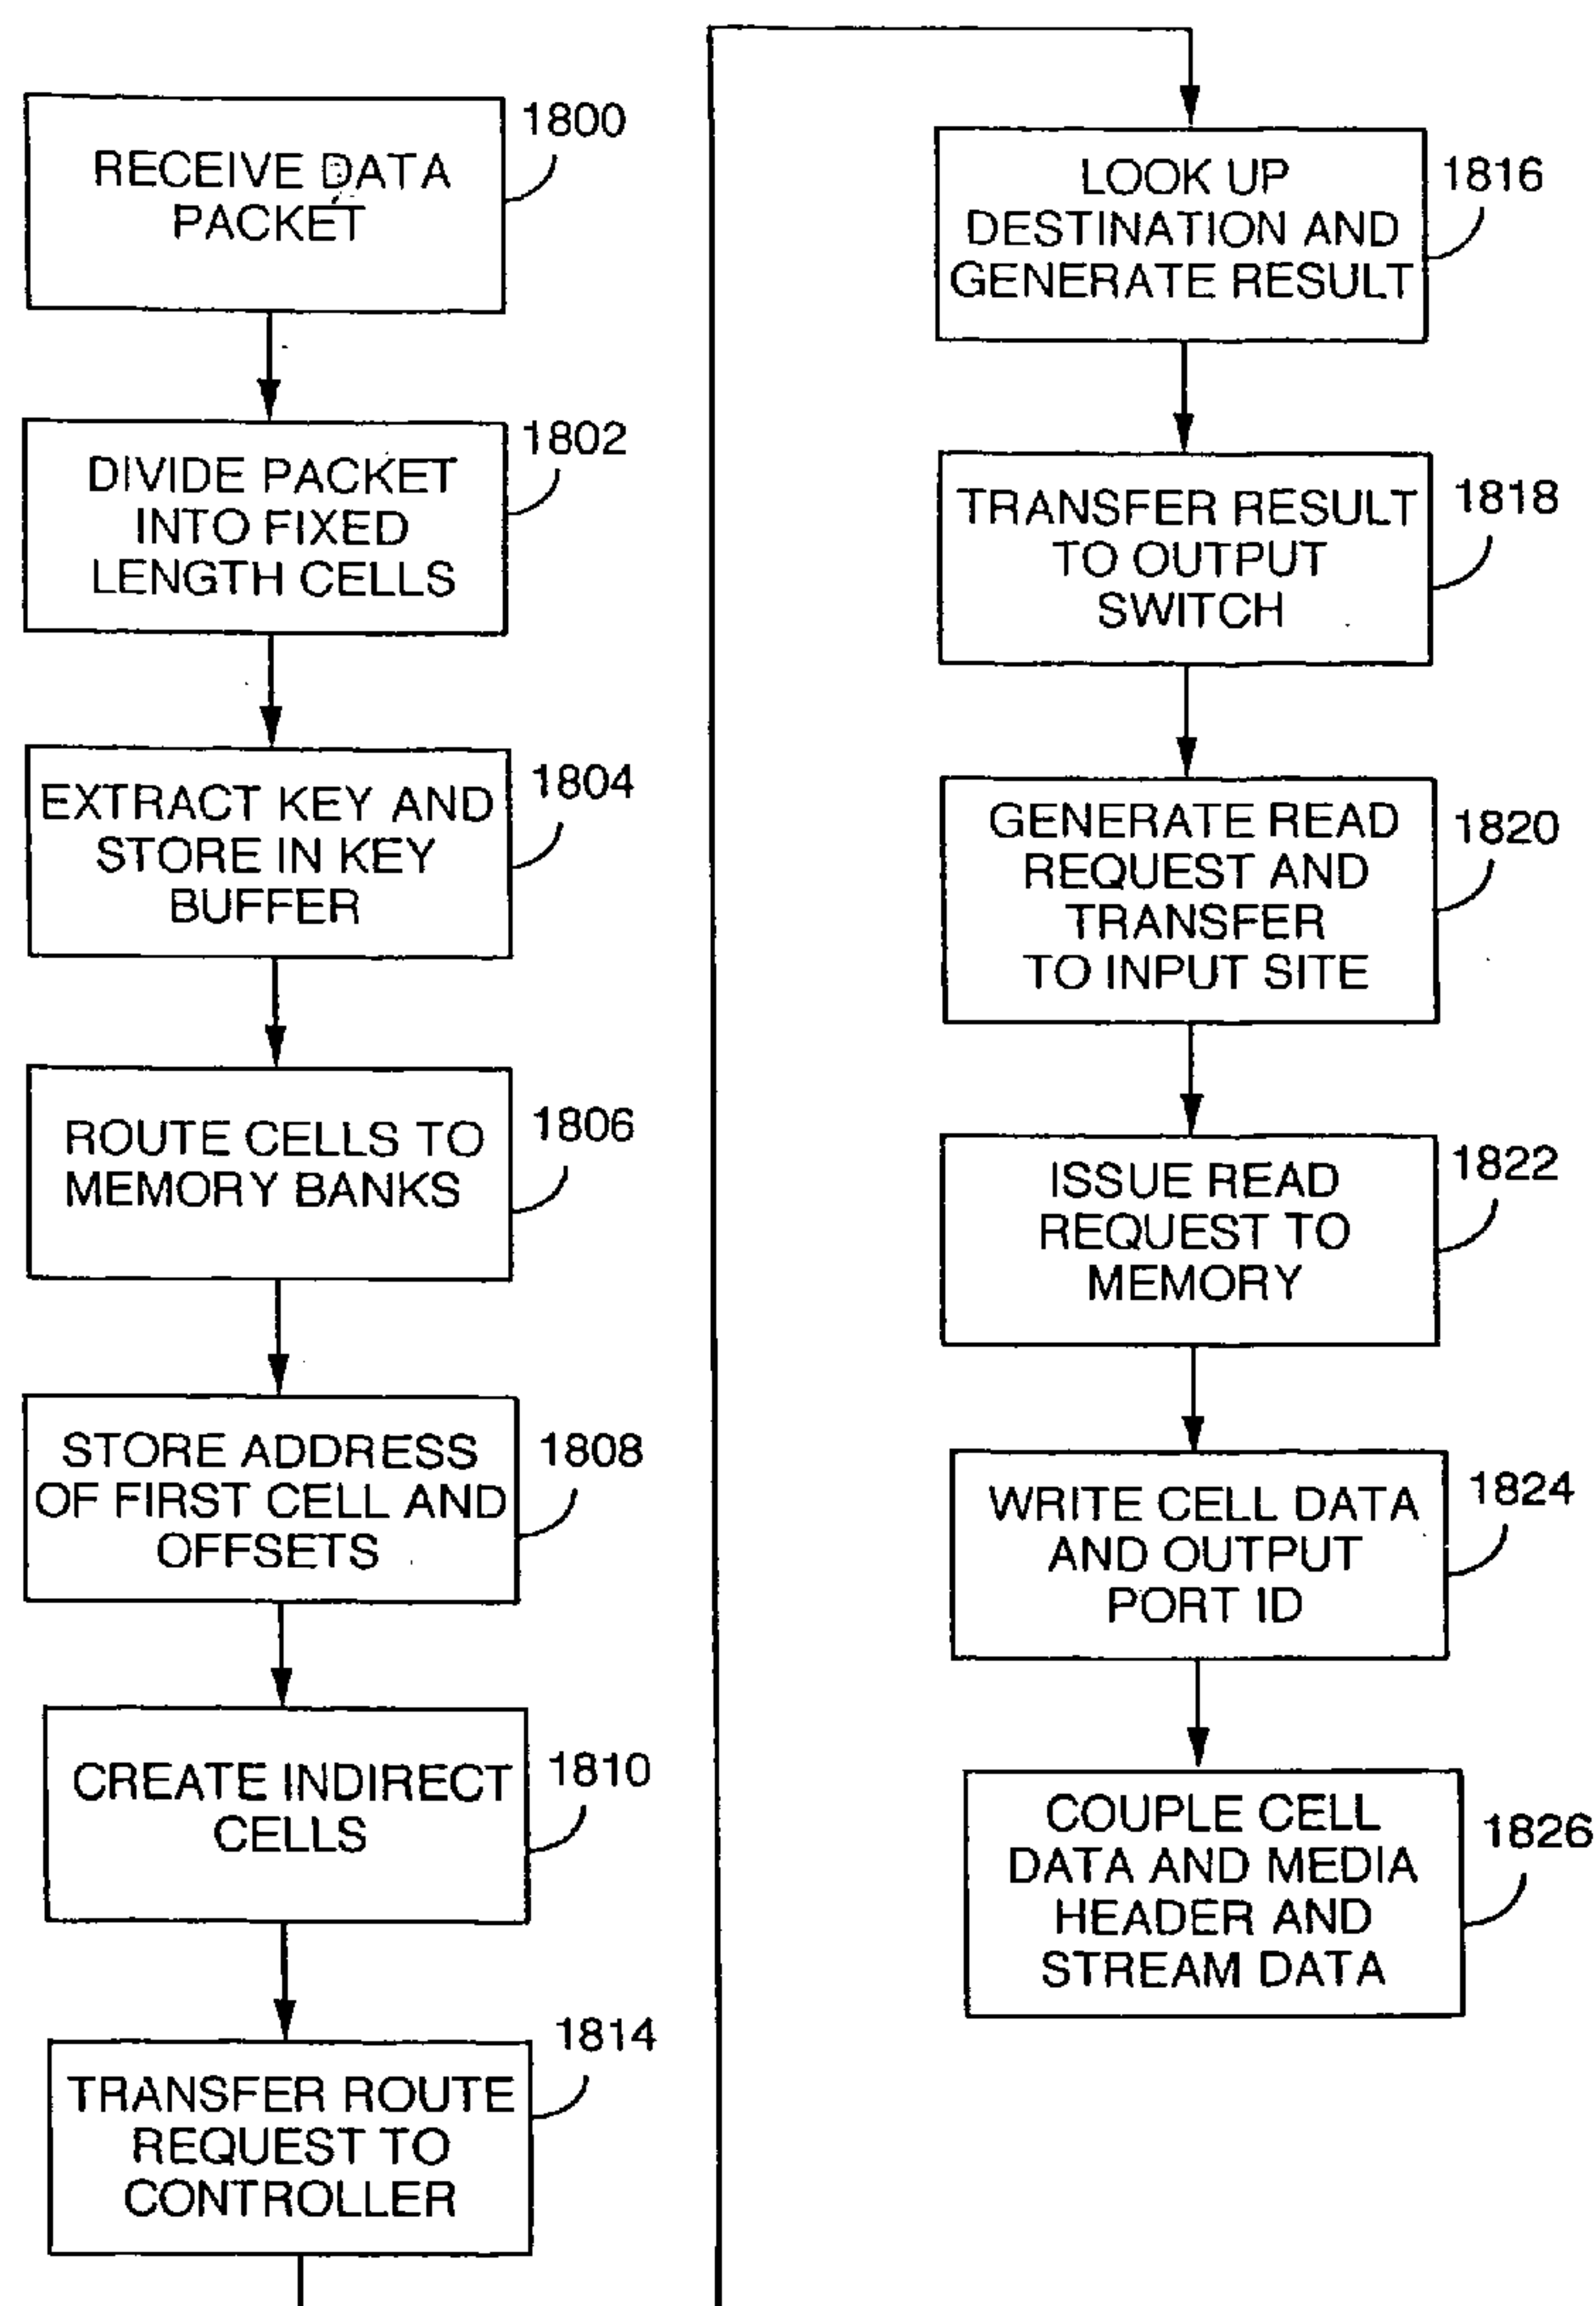 1800
RECEIVE DATA
PACKET
1802
DIVIDE PACKET
INTO FIXED
LENGTH CELLS
1804
EXTRACT KEY AND
STORE IN KEY
BUFFER
1806
ROUTE CELLS TO
MEMORY BANKS
1808
STORE ADDRESS
OF FIRST CELL AND
OFFSETS
1810
CREATE INDIRECT
CELLS
1814
TRANSFER ROUTE
REQUEST TO
CONTROLLER
1816
LOOK UP
DESTINATION AND
GENERATE RESULT
1818
TRANSFER RESULT
TO OUTPUT
SWITCH
1820
GENERATE READ
REQUEST AND
TRANSFER
TO INPUT SITE
1822
ISSUE READ
REQUEST TO
MEMORY
1824
WRITE CELL DATA
AND OUTPUT
PORT ID
1826
COUPLE CELL
DATA AND MEDIA
HEADER AND
STREAM DATA